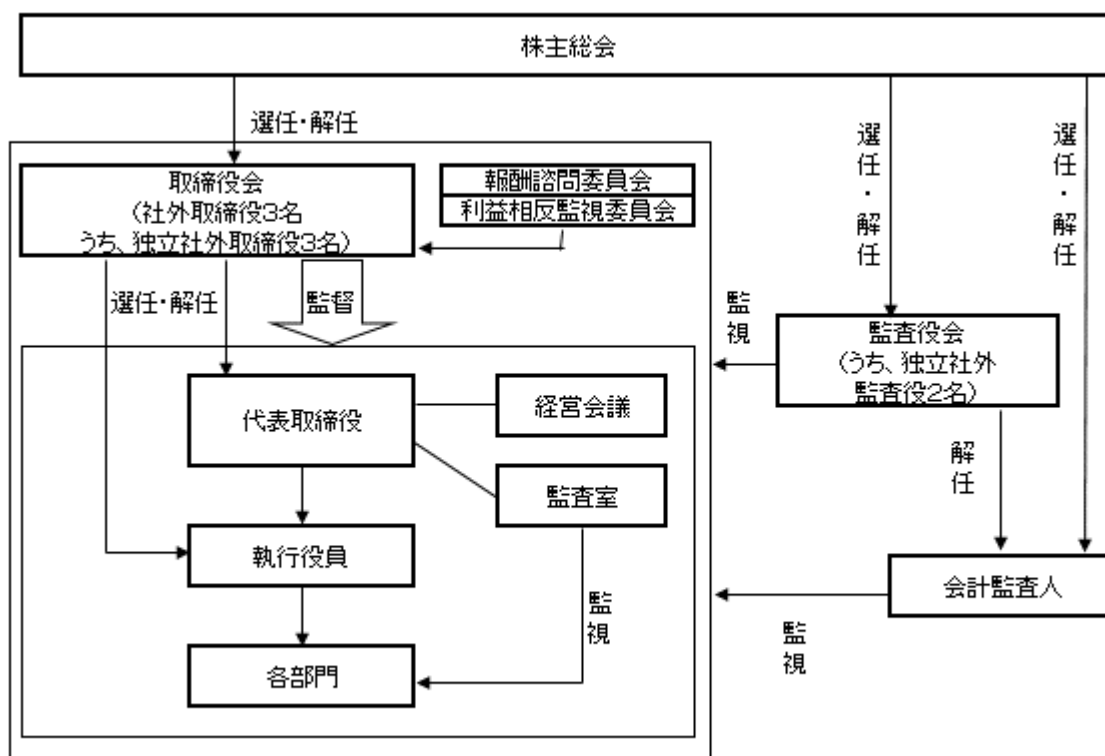 株主総会
選任・解任
選任・解任
選任・解任
取締役会
(社外取締役3名
うち、独立社外取締役3名)
報酬諮問委員会
利益相反監視委員会
選任・解任
監督
監視
監査役会
(うち、独立社外
監査役2名)
代表取締役
経営会議
監査室
解任
執行役員
監視
会計監査人
監視
各部門